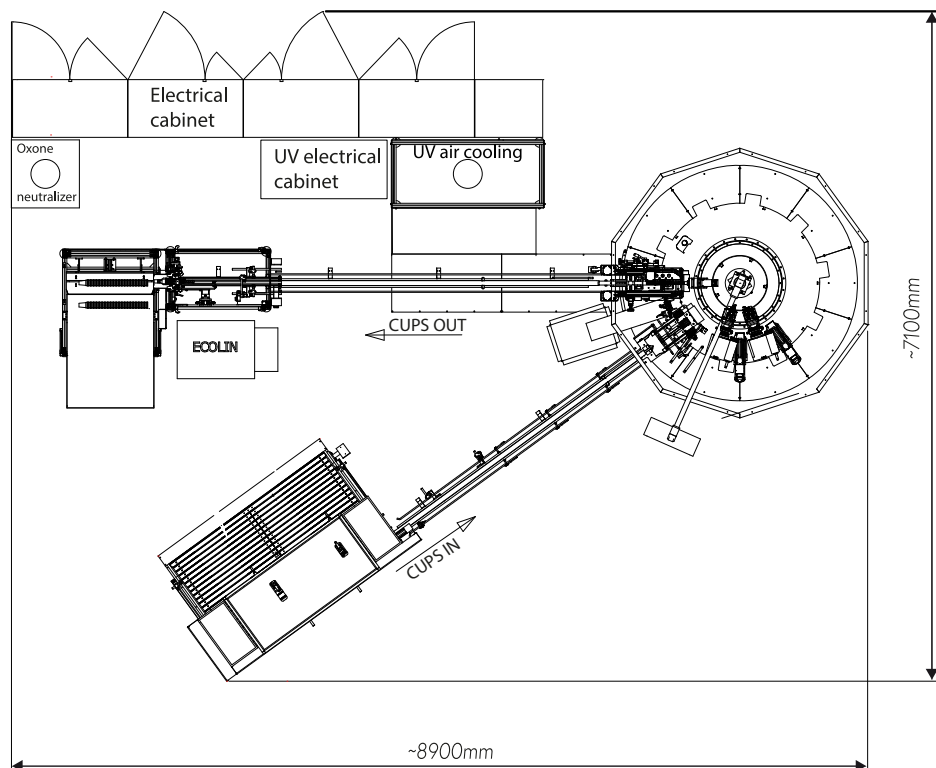 Electrical
cabinet
Oxone
neutralizer
UV electrical
cabinet
UV air cooling
CUPS OUT
ECOLIN
CUPS IN
~7100mm
~8900mm